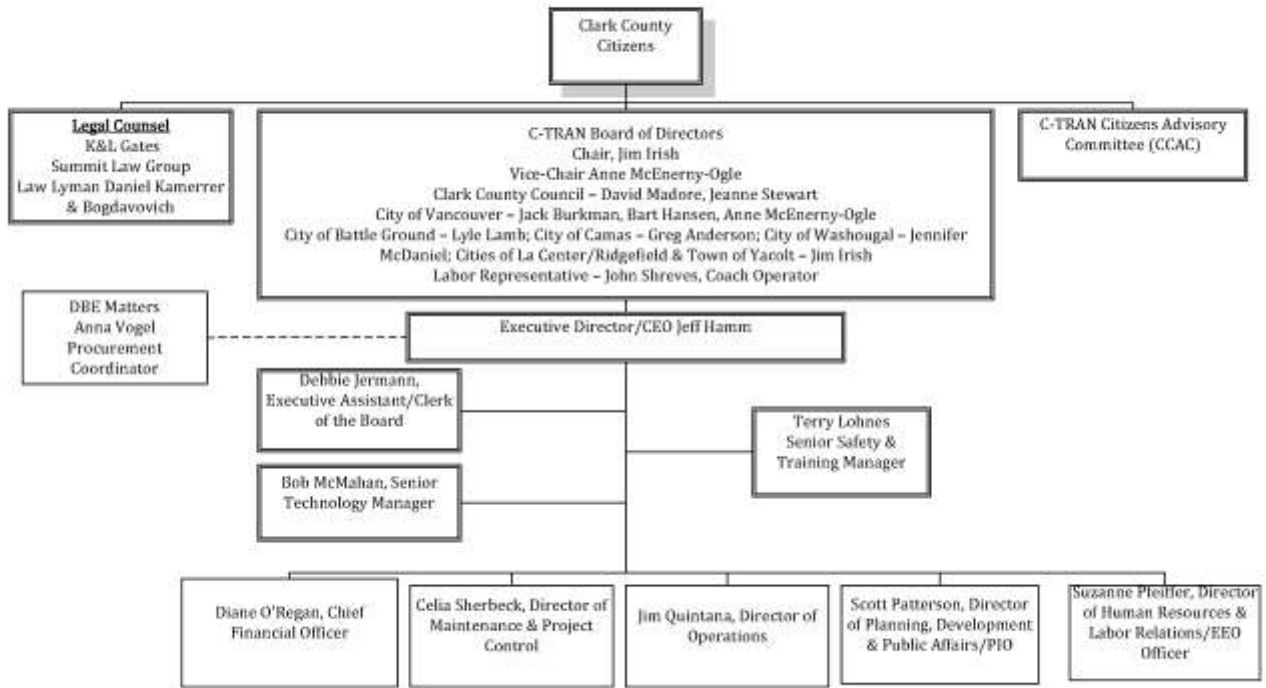 Clark County
Citizens
Legal Counsel
K&L Gates
Summit Law Group
Law Lyman Daniel Kamerrer
& Bogdavovich
C-TRAN Board of Directors
Chair, Jim Irish
Vice-Chair Anne McEnerny-Ogle
Clark County Council – David Madore, Jeanne Stewart
City of Vancouver – Jack Burkman, Bart Hansen, Anne McEnerny-Ogle
City of Battle Ground – Lyle Lamb; City of Camas – Greg Anderson; City of Washougal – Jennifer
McDaniel; Cities of La Center/Ridgefield & Town of Yacolt – Jim Irish
Labor Representative – John Shreves, Coach Operator
C-TRAN Citizens Advisory
Committee (CCAC)
DBE Matters
Anna Vogel
Procurement
Coordinator
Executive Director/CEO Jeff Hamm
Debbie Jermann,
Executive Assistant/Clerk
of the Board
Terry Lohnes
Senior Safety &
Training Manager
Bob McMahan, Senior
Technology Manager
Diane O'Regan, Chief
Financial Officer
Celia Sherbeck, Director of
Maintenance & Project
Control
Jim Quintana, Director of
Operations
Scott Patterson, Director
of Planning, Development
& Public Affairs/PIO
Suzanne Pfeiffer, Director
of Human Resources &
Labor Relations/EEO
Officer